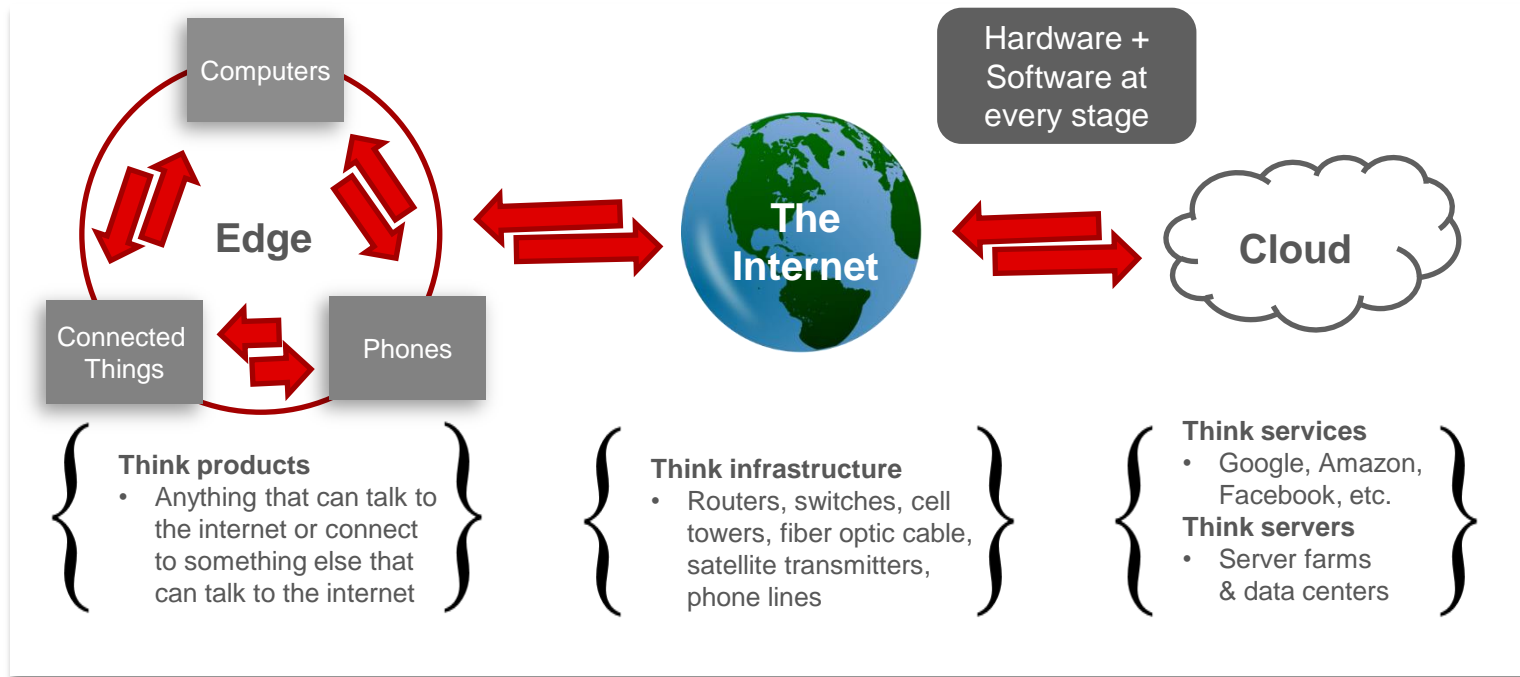 Computers
Edge
Connected
Things
Phones
The
Internet
Hardware +
Software at
every stage
Cloud
Think products
• Anything that can talk to
the internet or connect
to something else that
can talk to the internet
Think infrastructure
• Routers, switches, cell
towers, fiber optic cable,
satellite transmitters,
phone lines
Think services
• Google, Amazon,
Facebook, etc.
Think servers
• Server farms
& data centers